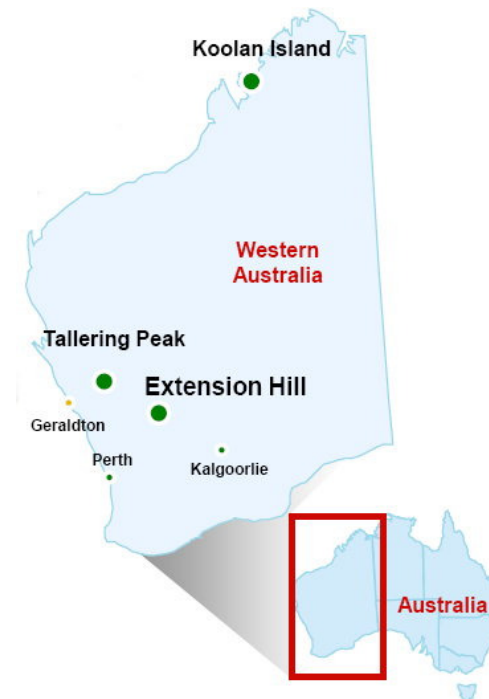 Koolan Island
Western
Australia
Tallering Peak
Extension Hill
Geraldton
Perth
Kalgoorlie
Australia